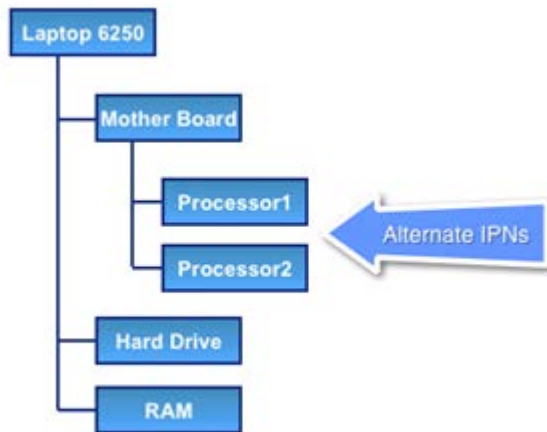 Laptop 6250
Mother Board
Processor1
Alternate IPNs
Processor2
Hard Drive
RAM